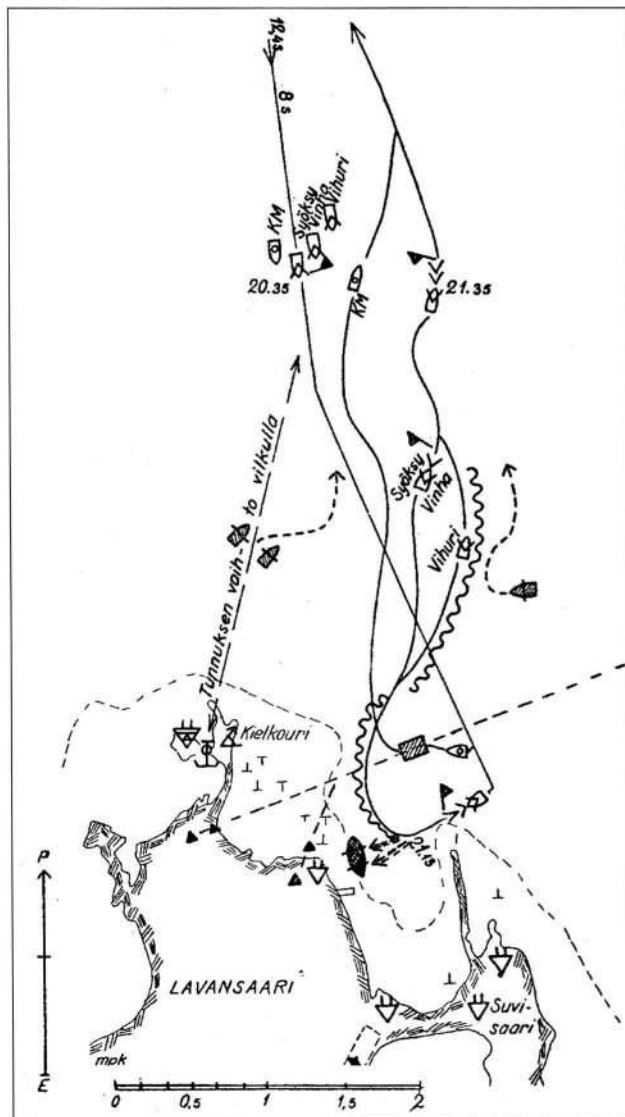 19.45
8 s
KM
Syöksy
Vinha
Vihuri
20.35
KM
21.35
Tunnuksen vaih-
to vilkulla
Syöksy
Vinha
Vihuri
Kielkouri
21.15
P
LAVANSAARI
Suvi-
saari
mpk
E
0 0,5 1 1,5 2